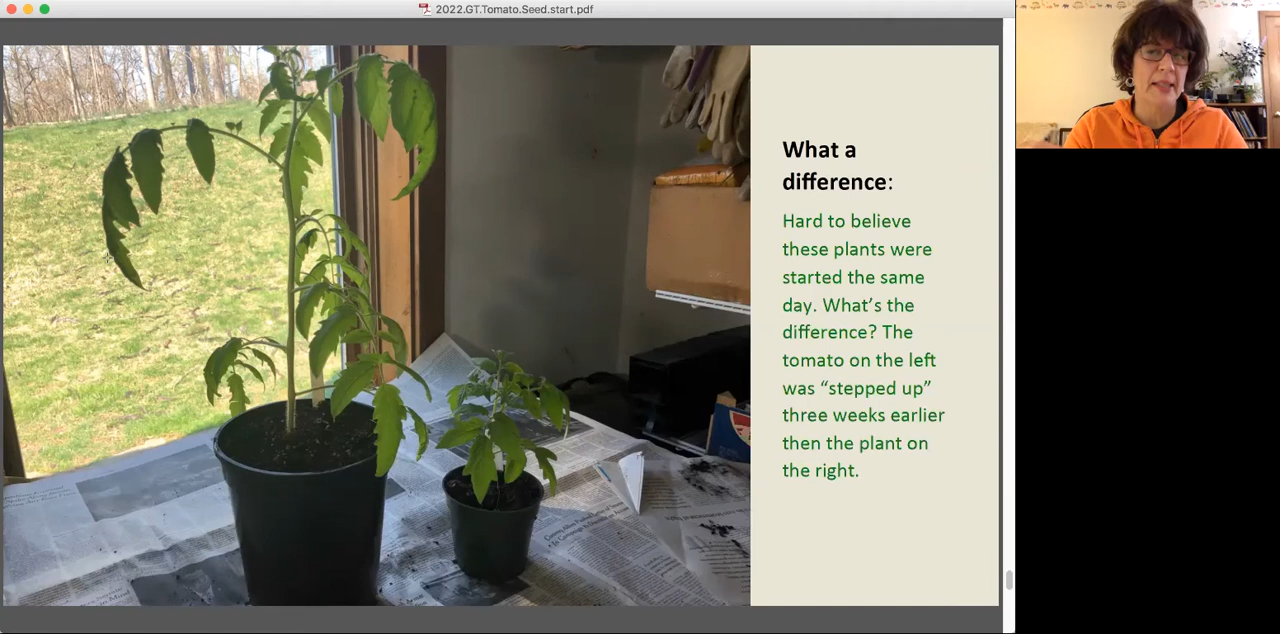 2022.GT.Tomato.Seed.start.pdf
What a
difference:
Hard to believe
these plants were
started the same
day. What’s the
difference? The
tomato on the left
was “stepped up”
three weeks earlier
then the plant on
the right.